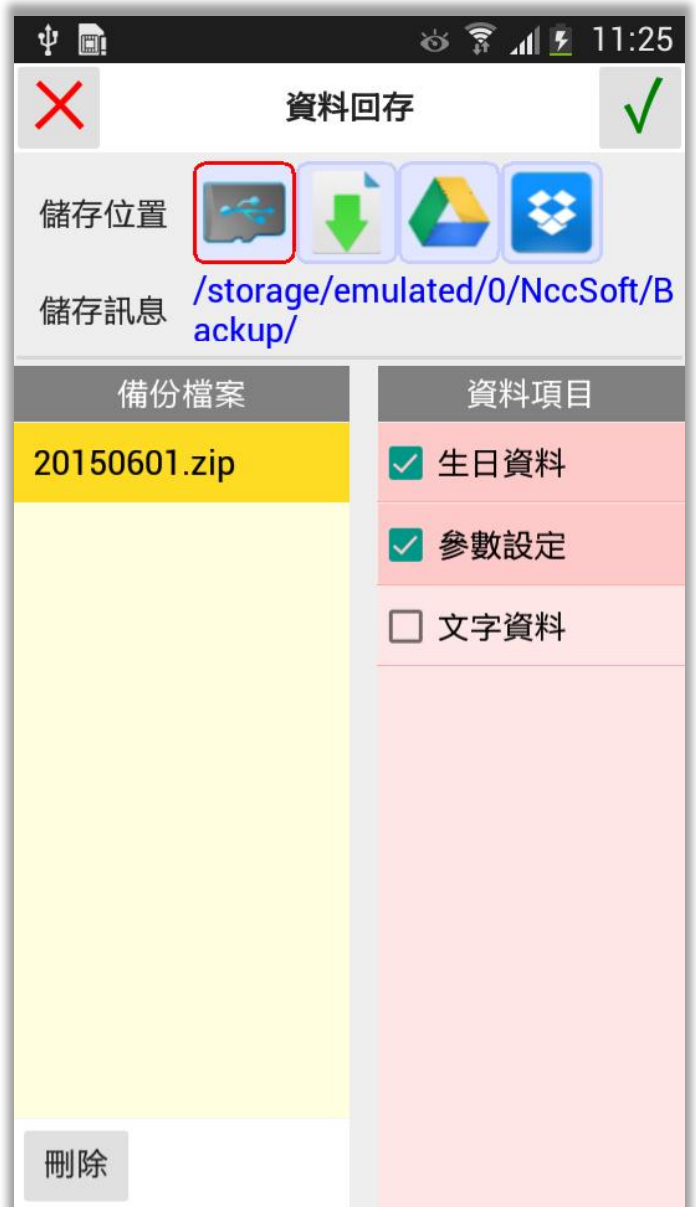 11:25
資料回存
儲存位置
儲存訊息
/storage/emulated/0/NccSoft/B
ackup/
備份檔案
資料項目
20150601.zip
生日資料
參數設定
文字資料
刪除